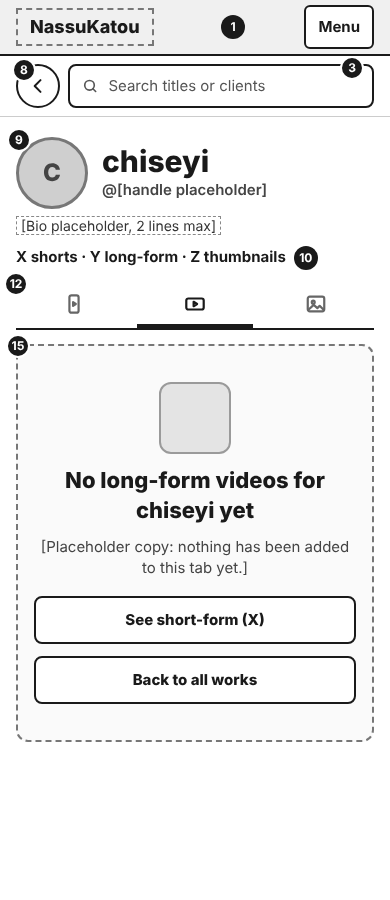 NassuKatou
1
Menu
8
Search titles or clients
3
9
C
chiseyi
@[handle placeholder]
[Bio placeholder, 2 lines max]
X shorts · Y long-form · Z thumbnails
10
12
15
No long-form videos for
chiseyi yet
[Placeholder copy: nothing has been added
to this tab yet.]
See short-form (X)
Back to all works